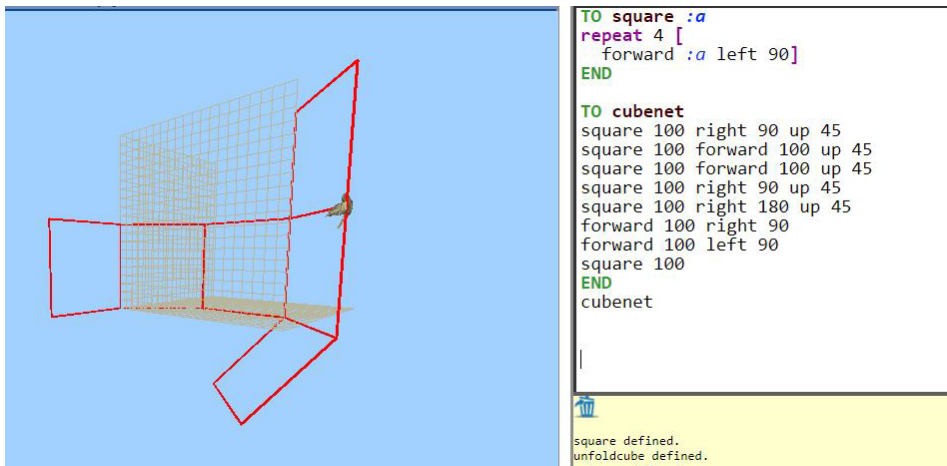 TO square :a
repeat 4 [
forward :a left 90]
END
TO cubenet
square 100 right 90 up 45
square 100 forward 100 up 45
square 100 forward 100 up 45
square 100 right 90 up 45
square 100 right 180 up 45
forward 100 right 90
forward 100 left 90
square 100
END
cubenet
square defined.
unfoldcube defined.